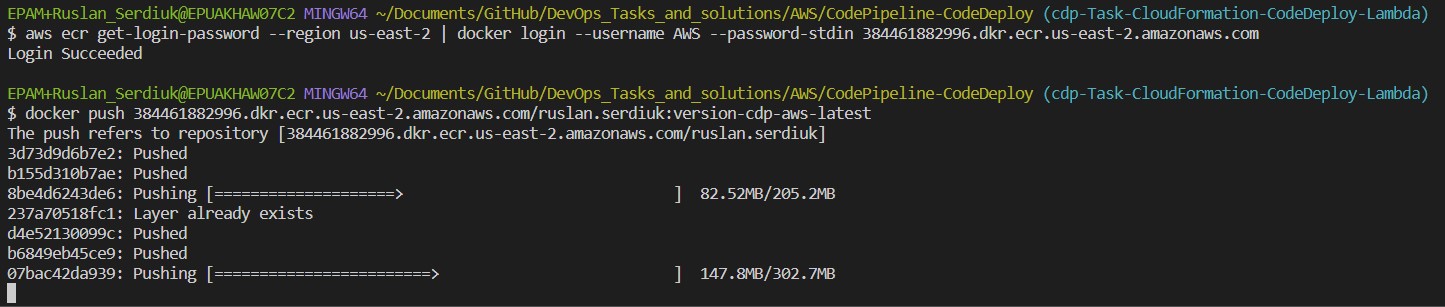 EPAM+Ruslan_Serdiuk@EPUAKHAW07C2 MINGW64 ~/Documents/GitHub/DevOps_Tasks_and_solutions/AWS/CodePipeline-CodeDeploy (cdp-Task-CloudFormation-CodeDeploy-Lambda)
$ aws ecr get-login-password --region us-east-2 | docker login --username AWS --password-stdin 384461882996.dkr.ecr.us-east-2.amazonaws.com
Login Succeeded
EPAM+Ruslan_Serdiuk@EPUAKHAW07C2 MINGW64 ~/Documents/GitHub/DevOps_Tasks_and_solutions/AWS/CodePipeline-CodeDeploy (cdp-Task-CloudFormation-CodeDeploy-Lambda)
$ docker push 384461882996.dkr.ecr.us-east-2.amazonaws.com/ruslan.serdiuk:version-cdp-aws-latest
The push refers to repository [384461882996.dkr.ecr.us-east-2.amazonaws.com/ruslan.serdiuk]
3d73d9d6b7e2: Pushed
b155d310b7ae: Pushed
8be4d6243de6: Pushing [====================>                              ]  82.52MB/205.2MB
237a70518fc1: Layer already exists
d4e52130099c: Pushed
b6849eb45ce9: Pushed
07bac42da939: Pushing [========================>                          ]  147.8MB/302.7MB